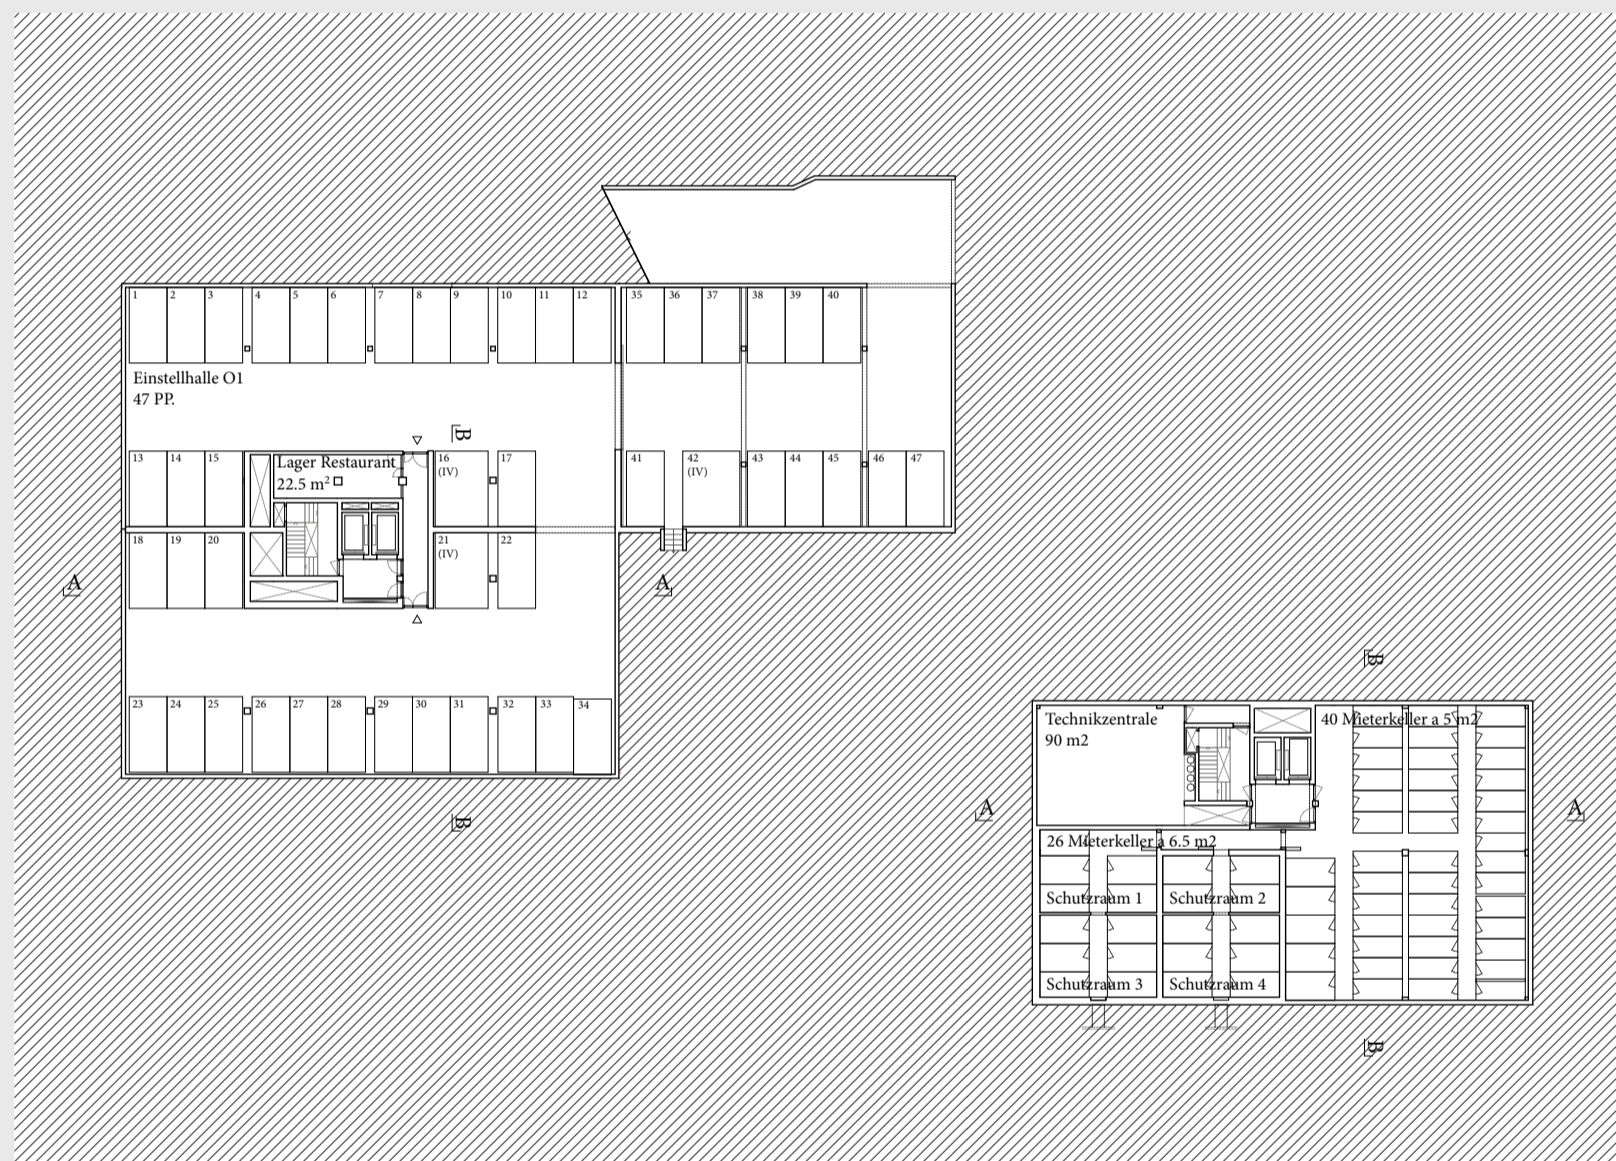 1 2 3 4 5 6 7 8 9 10 11 12 35 36 37 38 39 40
Einstellhalle O1
47 PP.
B
13 14 15 16 17 41 42 43 44 45 46 47
(IV) (IV)
Lager Restaurant
22.5 m²
18 19 20 21 22
(IV)
A A
23 24 25 26 27 28 29 30 31 32 33 34
B
B
Technikzentrale
90 m2
40 Mieterkeller a 5 m2
A A
26 Mieterkeller a 6.5 m2
Schutzraum 1 Schutzraum 2
Schutzraum 3 Schutzraum 4
B